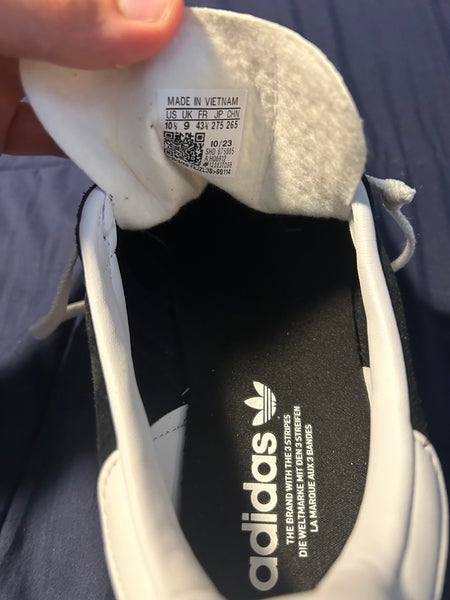 MADE IN VIETNAM
US UK FR JP CHN
10½ 9 43⅓ 275 265
10/23
adidas
THE BRAND WITH THE 3 STRIPES
DIE WELTMARKE MIT DEN 3 STREIFEN
LA MARQUE AUX 3 BANDES